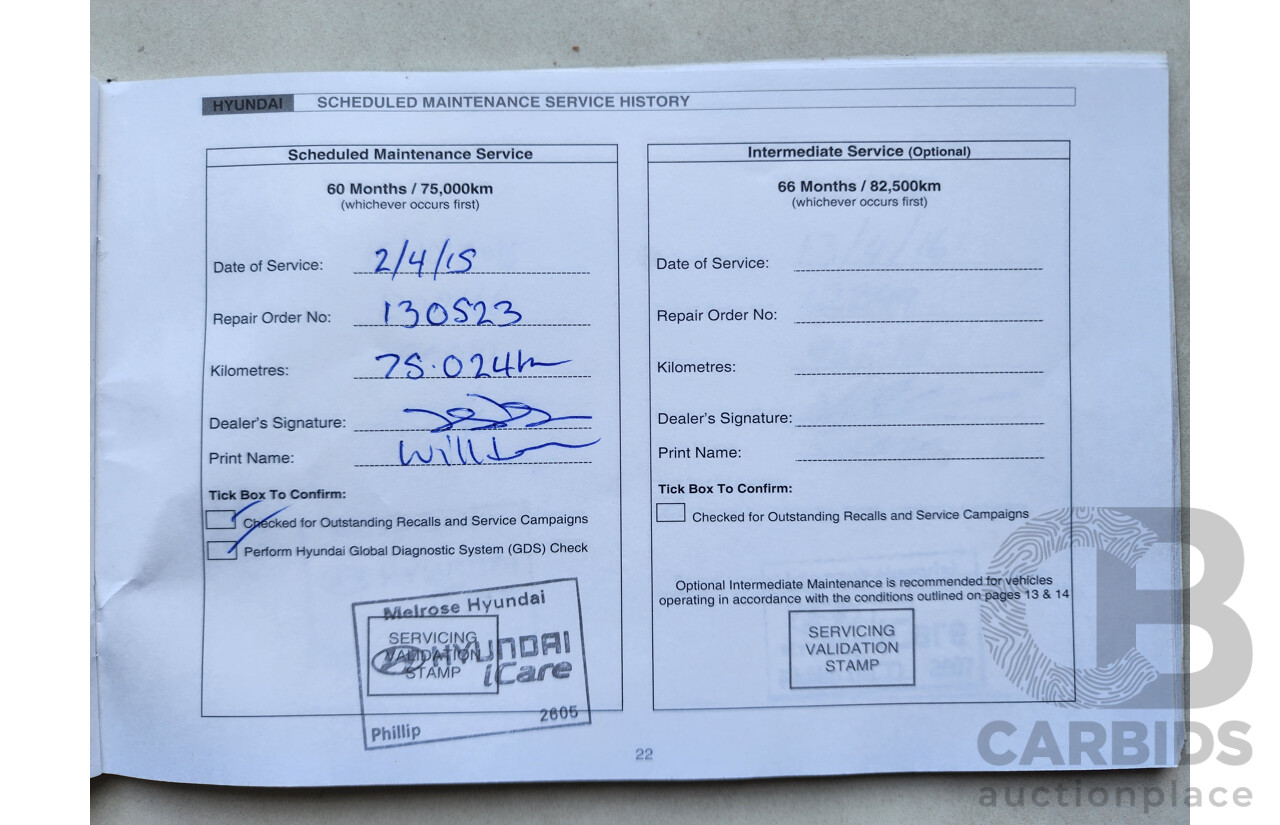 HYUNDAI SCHEDULED MAINTENANCE SERVICE HISTORY
Scheduled Maintenance Service
60 Months / 75,000km
(whichever occurs first)
Date of Service: 2/4/15
Repair Order No: 130523
Kilometres: 75.024km
Dealer's Signature:
Print Name: Will
Tick Box To Confirm:
Checked for Outstanding Recalls and Service Campaigns
Perform Hyundai Global Diagnostic System (GDS) Check
Melrose Hyundai
SERVICING
VALIDATION
STAMP
HYUNDAI
iCare
Phillip 2605
Intermediate Service (Optional)
66 Months / 82,500km
(whichever occurs first)
Date of Service:
Repair Order No:
Kilometres:
Dealer's Signature:
Print Name:
Tick Box To Confirm:
Checked for Outstanding Recalls and Service Campaigns
Optional Intermediate Maintenance is recommended for vehicles
operating in accordance with the conditions outlined on pages 13 & 14
SERVICING
VALIDATION
STAMP
22
CB
CARBIDS
auctionplace